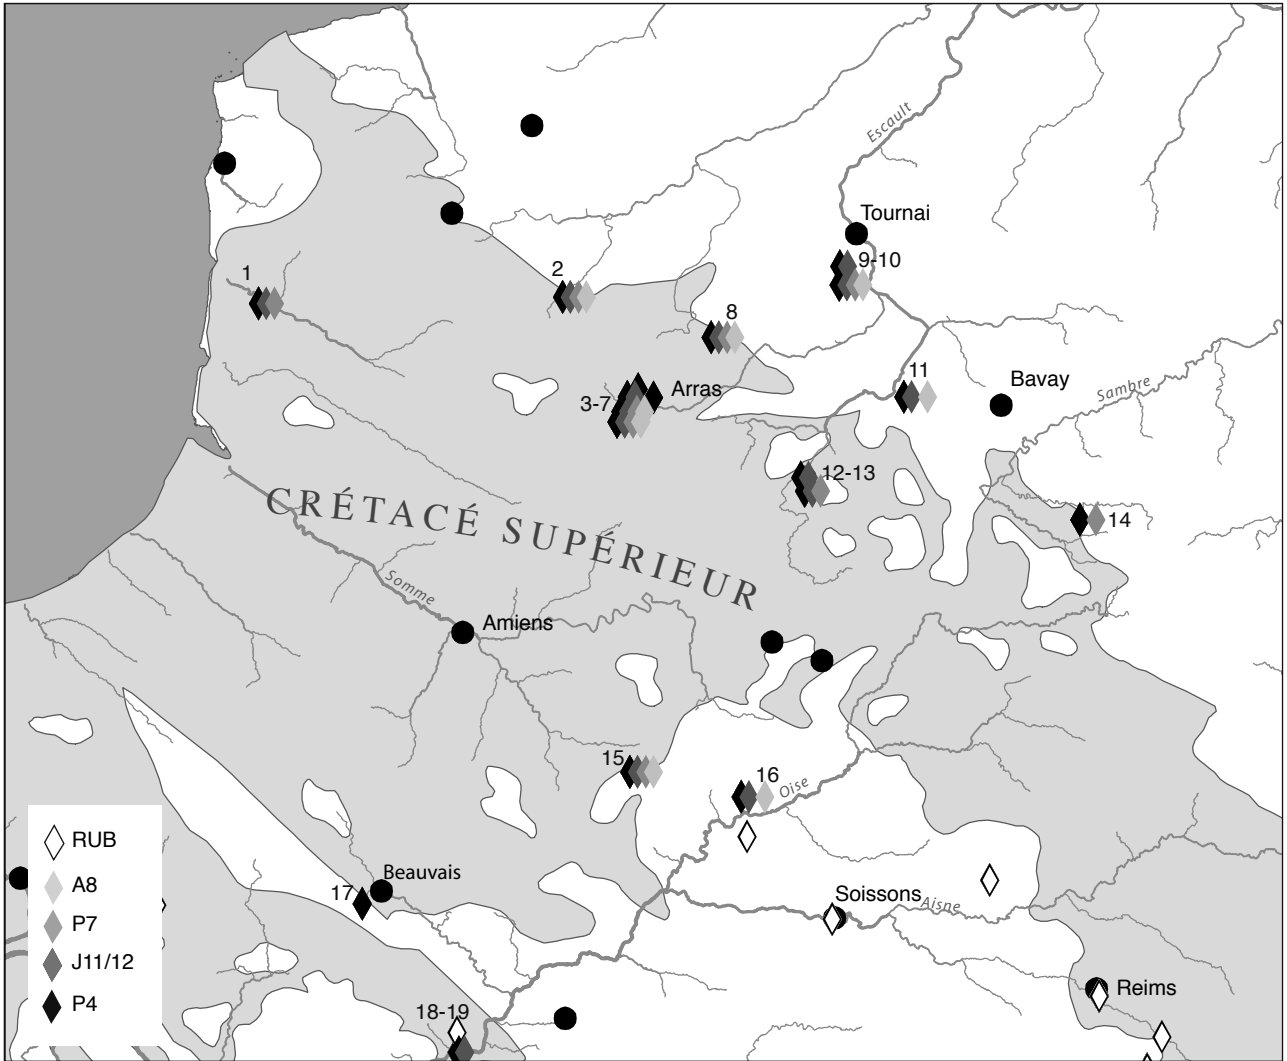 Escault
Tournai
9-10
1
2
8
11
Bavay
Sambre
Arras
3-7
12-13
14
CRÉTACÉ SUPÉRIEUR
Somme
Amiens
15
16
Oise
RUB
A8
P7
J11/12
P4
Beauvais
17
Soissons
Aisne
Reims
18-19